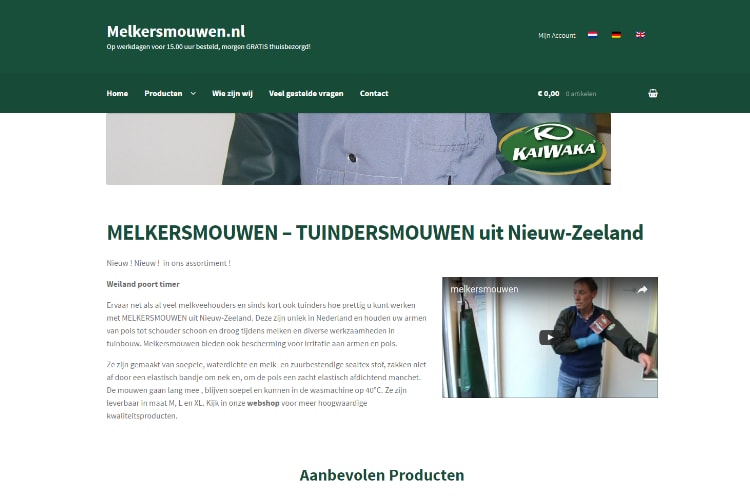 Melkersmouwen.nl
Op werkdagen voor 15.00 uur besteld, morgen GRATIS thuisbezorgd!
Mijn Account
Home Producten Wie zijn wij Veel gestelde vragen Contact € 0,00 0 artikelen
KAIWAKA
MELKERSMOUWEN – TUINDERSMOUWEN uit Nieuw-Zeeland
Nieuw ! Nieuw ! in ons assortiment !
Weiland poort timer
melkersmouwen
Ervaar net als al veel melkveehouders en sinds kort ook tuinders hoe prettig u kunt werken
met MELKERSMOUWEN uit Nieuw-Zeeland. Deze zijn uniek in Nederland en houden uw armen
van pols tot schouder schoon en droog tijdens melken en diverse werkzaamheden in
tuinbouw. Melkersmouwen bieden ook bescherming voor irritatie aan armen en pols.
Ze zijn gemaakt van soepele, waterdichte en melk- en zuurbestendige sealtex stof, zakken niet
af door een elastisch bandje om nek en, om de pols een zacht elastisch afdichtend manchet.
De mouwen gaan lang mee , blijven soepel en kunnen in de wasmachine op 40°C. Ze zijn
leverbaar in maat M, L en XL. Kijk in onze webshop voor meer hoogwaardige
kwaliteitsproducten.
Aanbevolen Producten